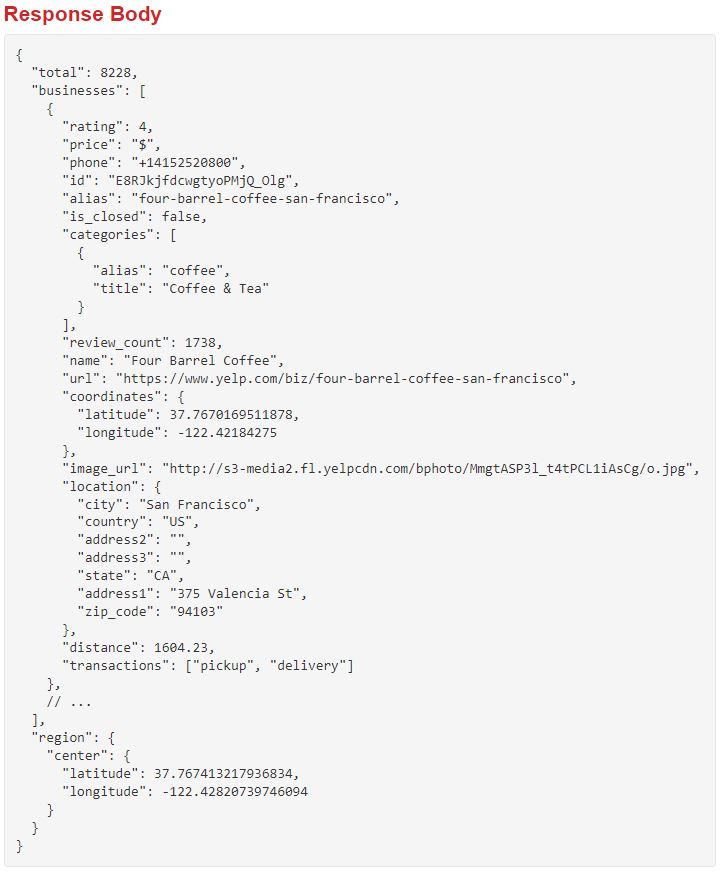 Response Body
{
  "total": 8228,
  "businesses": [
    {
      "rating": 4,
      "price": "$",
      "phone": "+14152520800",
      "id": "E8RJkjfdcwgtyoPMjQ_Olg",
      "alias": "four-barrel-coffee-san-francisco",
      "is_closed": false,
      "categories": [
        {
          "alias": "coffee",
          "title": "Coffee & Tea"
        }
      ],
      "review_count": 1738,
      "name": "Four Barrel Coffee",
      "url": "https://www.yelp.com/biz/four-barrel-coffee-san-francisco",
      "coordinates": {
        "latitude": 37.7670169511878,
        "longitude": -122.42184275
      },
      "image_url": "http://s3-media2.fl.yelpcdn.com/bphoto/MmgtASP3l_t4tPCL1iAsCg/o.jpg",
      "location": {
        "city": "San Francisco",
        "country": "US",
        "address2": "",
        "address3": "",
        "state": "CA",
        "address1": "375 Valencia St",
        "zip_code": "94103"
      },
      "distance": 1604.23,
      "transactions": ["pickup", "delivery"]
    },
    // ...
  ],
  "region": {
    "center": {
      "latitude": 37.767413217936834,
      "longitude": -122.42820739746094
    }
  }
}